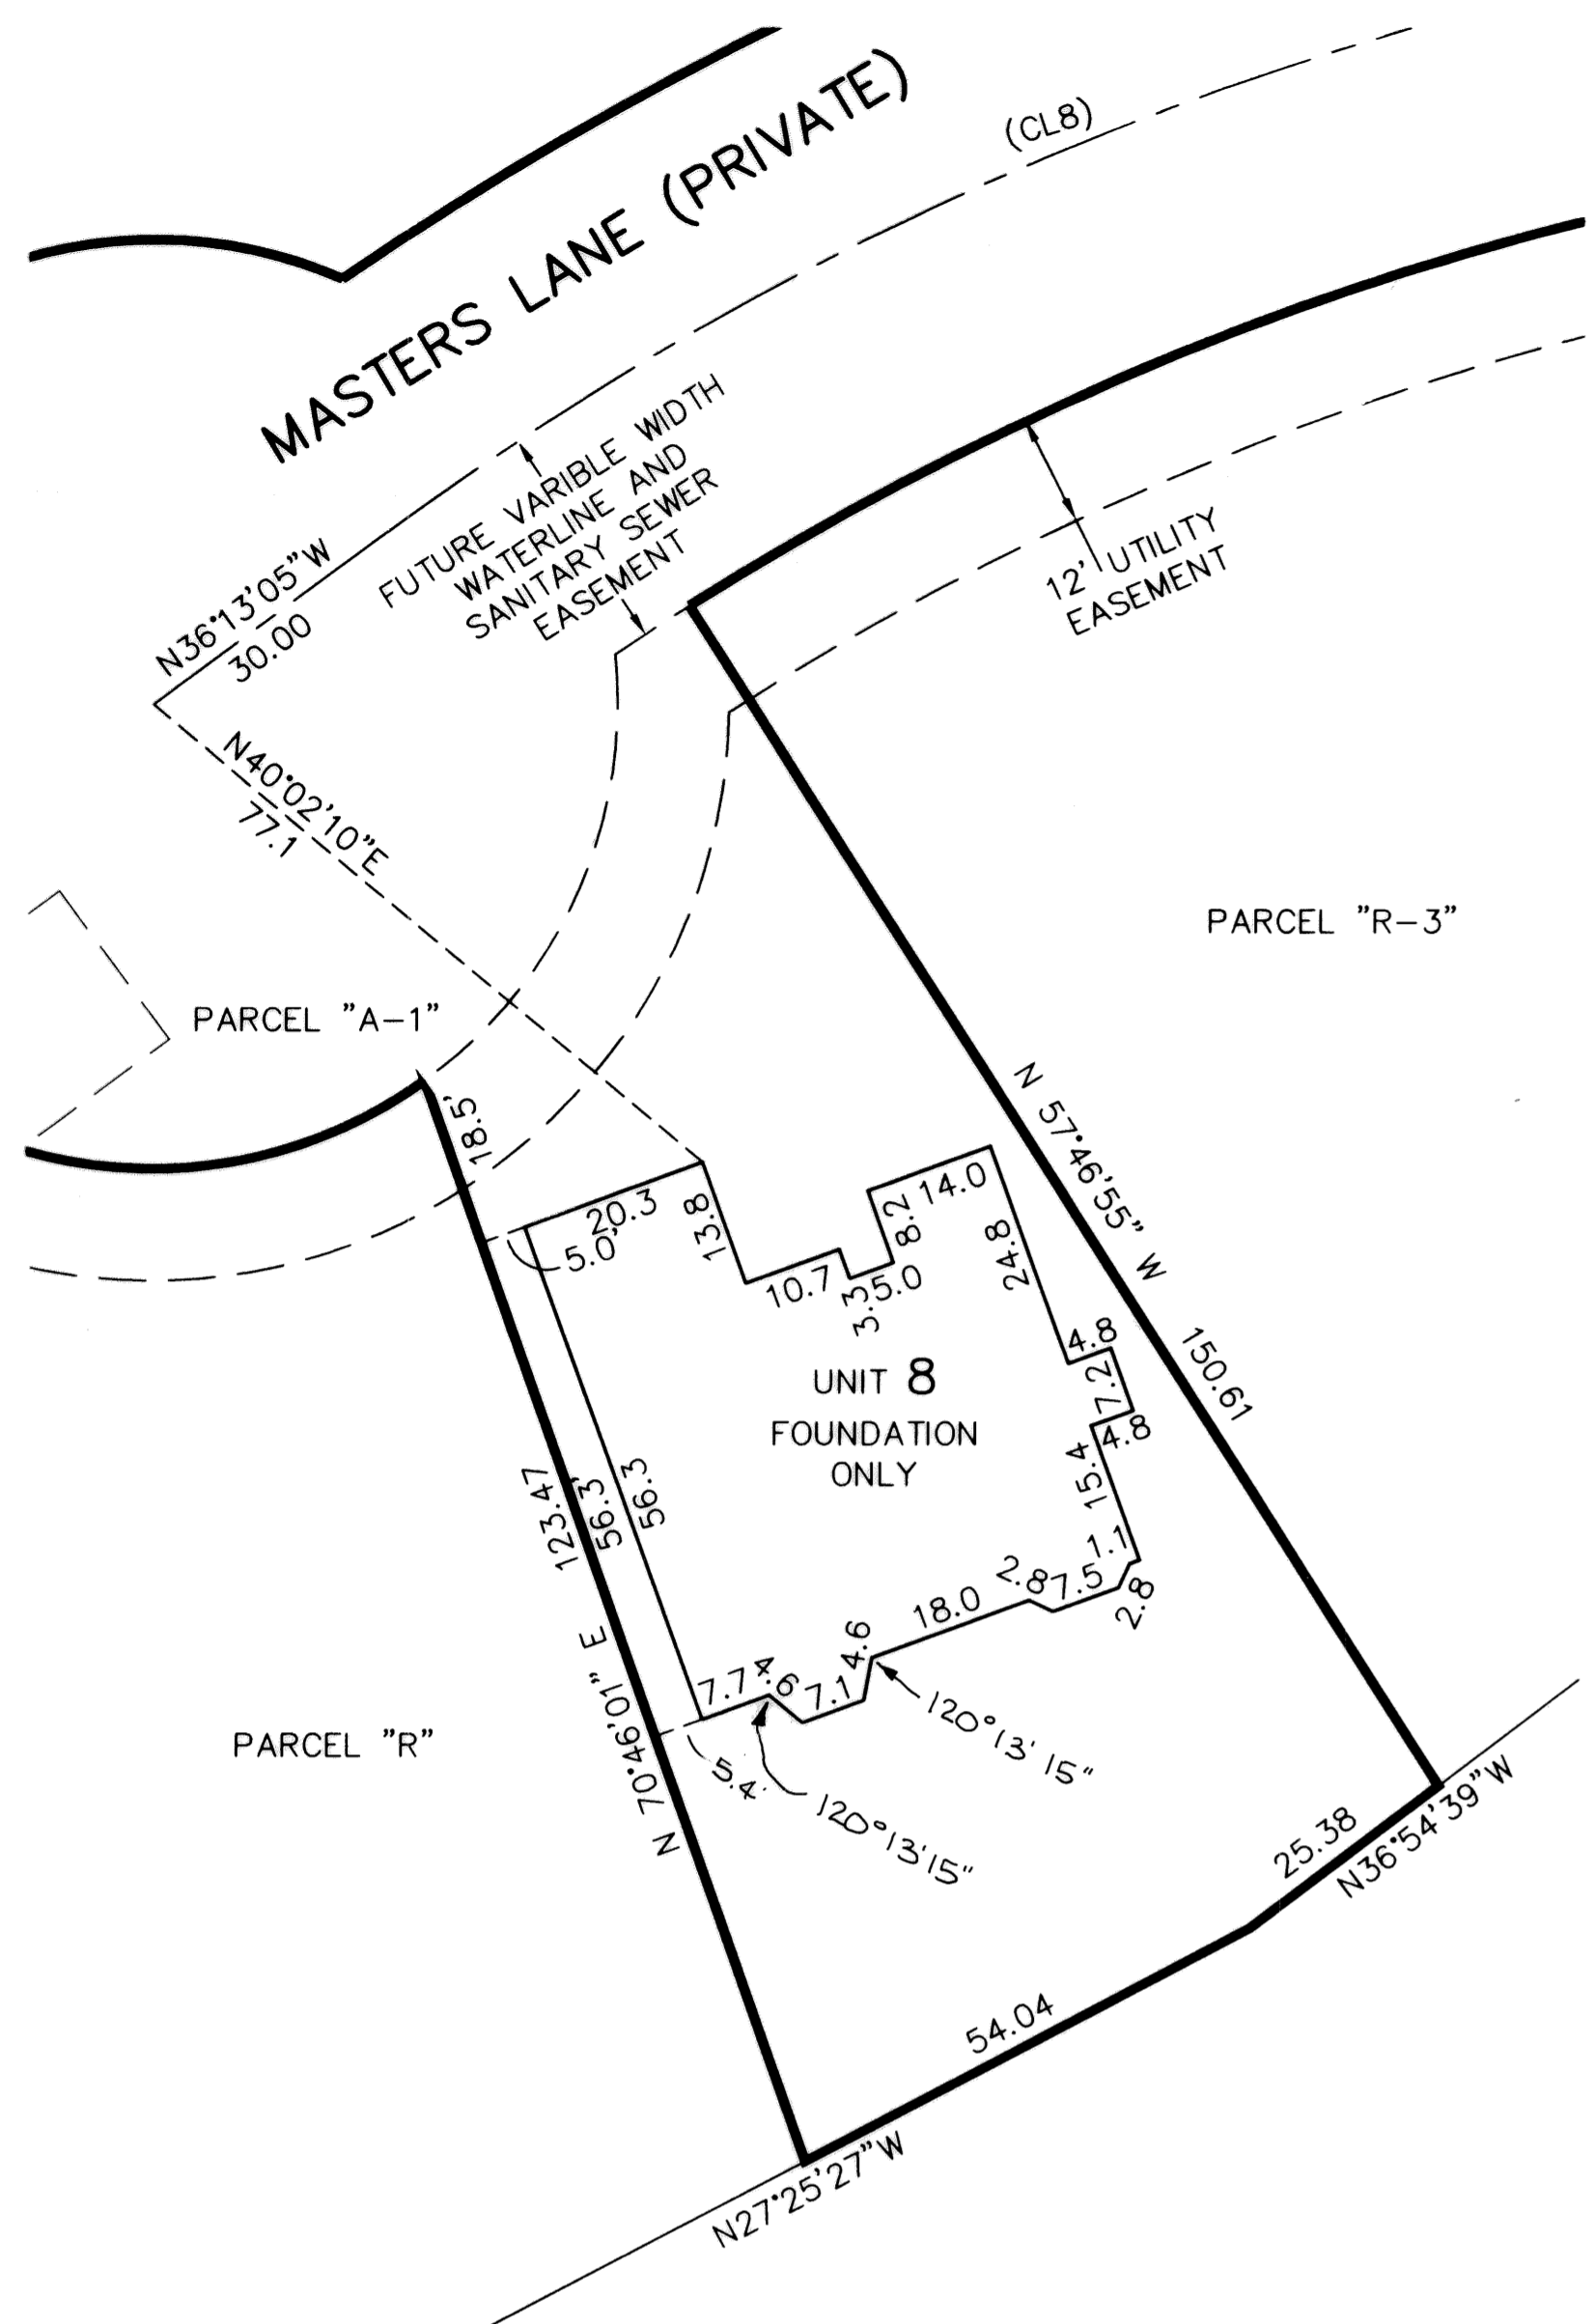 (CL8)
MASTERS LANE (PRIVATE)
FUTURE VARIBLE WIDTH
WATERLINE AND
SANITARY SEWER
EASEMENT
12' UTILITY
EASEMENT
N36°13'05"W
30.00
N40°02'10"E
77.1
PARCEL "R-3"
PARCEL "A-1"
18.5'
N 57°46'55" W
150.61
20.3
5.0'
13.8
10.7
3.3
5.0
8.2
14.0
24.8
4.8
7.2
4.8
15.4
1.1
2.8
7.5
2.8
18.0
4.6
7.1
4.6
7.7
UNIT 8
FOUNDATION
ONLY
123.47
56.3'
56.3
N 70°46'01" E
PARCEL "R"
5.4'
120°13'15"
120°13'15"
25.38
N36°54'39"W
54.04
N27°25'27"W